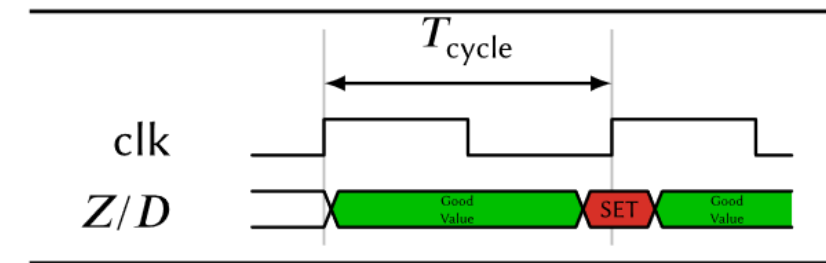 T_cycle
clk
Z/D
Good
Value
SET
Good
Value